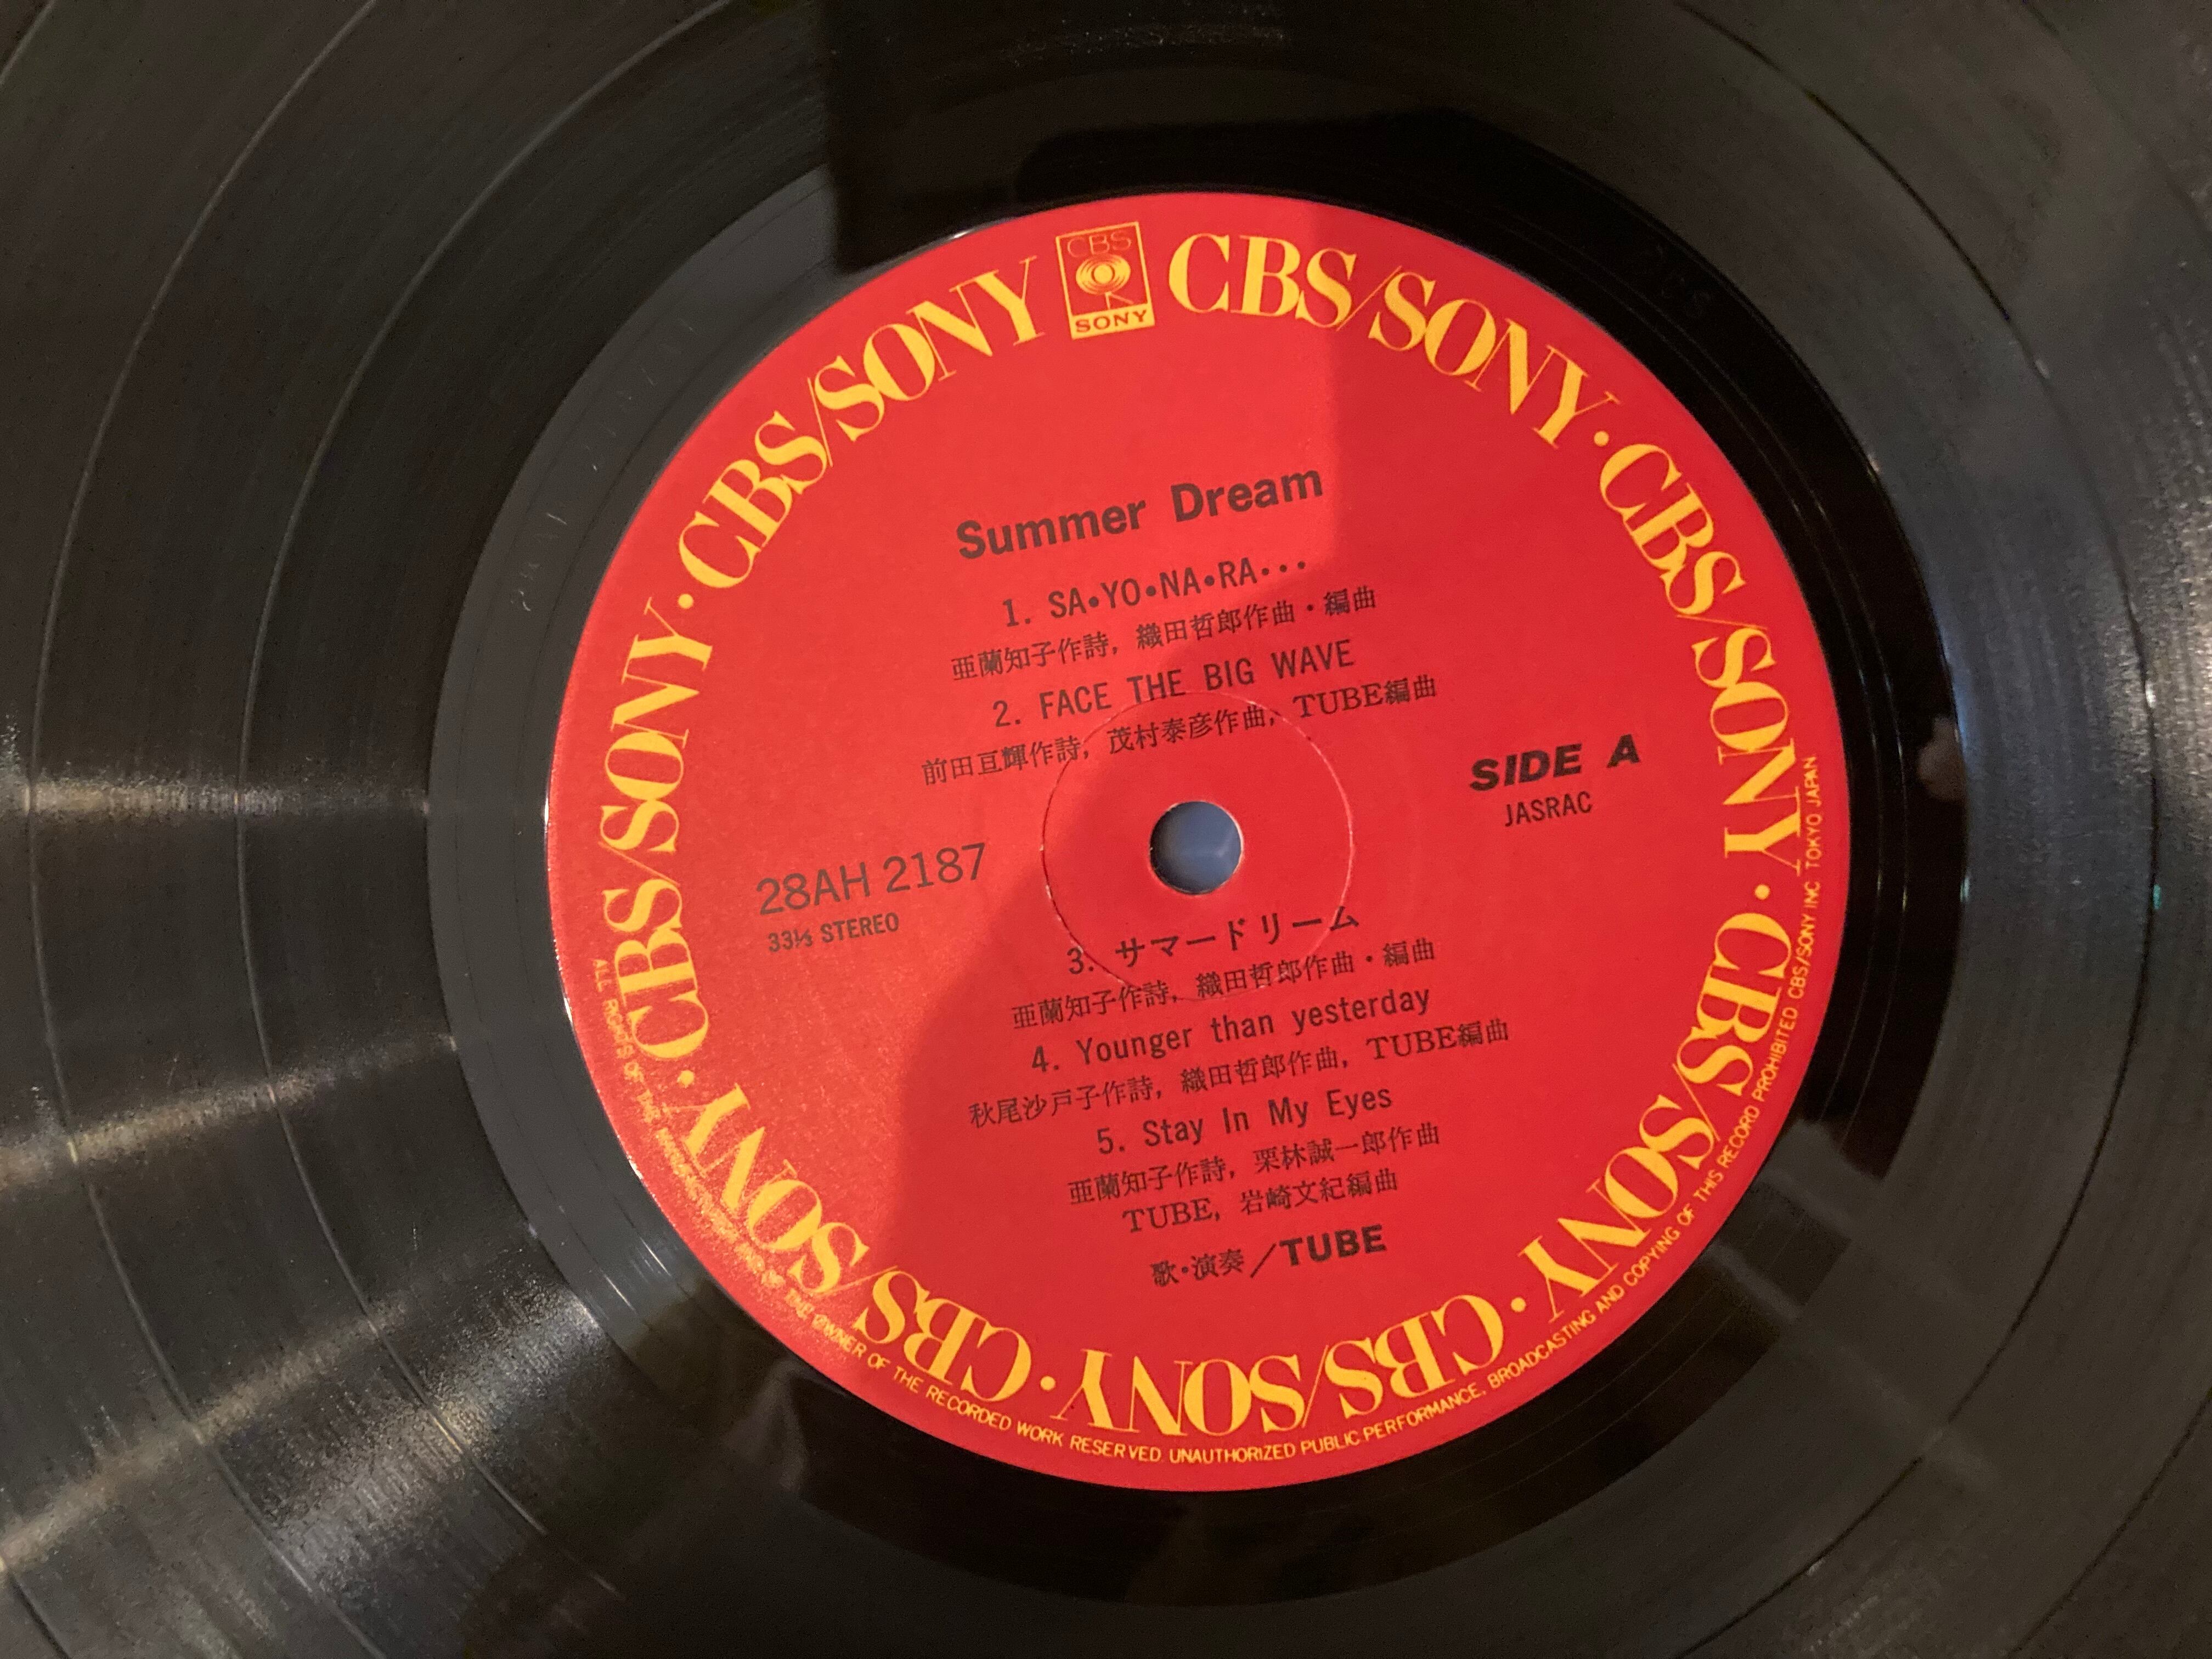 CBS
SONY
CBS/SONY・CBS/SONY・CBS/SONY・CBS/SONY・CBS/SONY・CBS/SONY・CBS/SONY・CBS/SONY
Summer Dream
1. SA•YO•NA•RA•••
亜蘭知子作詩, 織田哲郎作曲・編曲
2. FACE THE BIG WAVE
前田亘輝作詩, 茂村泰彦作曲, TUBE編曲
SIDE A
JASRAC
28AH 2187
33⅓ STEREO
3. サマードリーム
亜蘭知子作詩, 織田哲郎作曲・編曲
4. Younger than yesterday
秋尾沙戸子作詩, 織田哲郎作曲, TUBE編曲
5. Stay In My Eyes
亜蘭知子作詩, 栗林誠一郎作曲
TUBE, 岩崎文紀編曲
歌・演奏／TUBE
ALL RIGHTS OF THE OWNER OF THE RECORDED WORK RESERVED. UNAUTHORIZED PUBLIC PERFORMANCE, BROADCASTING AND COPYING OF THIS RECORD PROHIBITED CBS/SONY INC TOKYO JAPAN